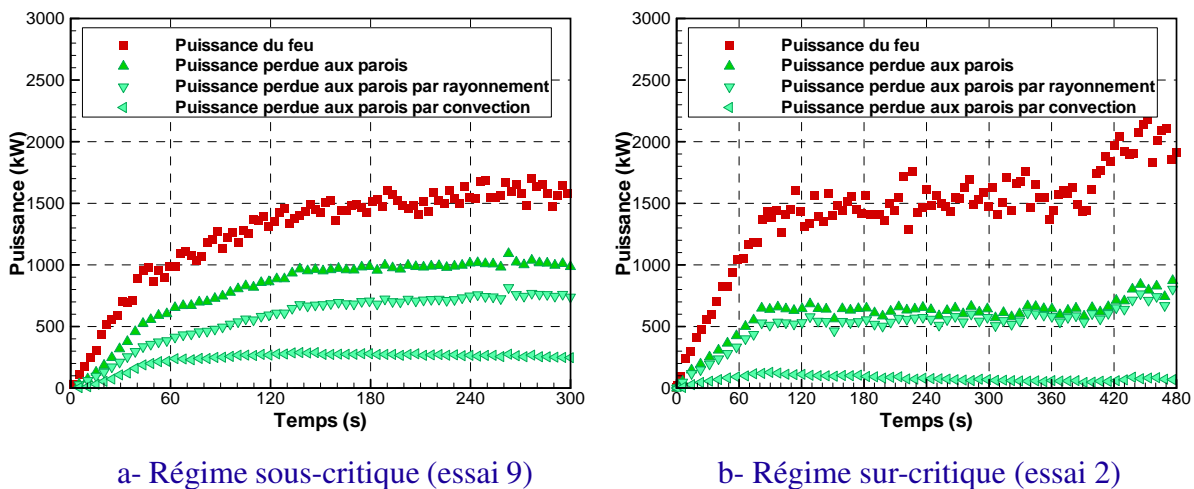 3000
2500
2000
1500
1000
500
0
Puissance (kW)
Puissance du feu
Puissance perdue aux parois
Puissance perdue aux parois par rayonnement
Puissance perdue aux parois par convection
0 60 120 180 240 300
Temps (s)
a- Régime sous-critique (essai 9)
3000
2500
2000
1500
1000
500
0
Puissance (kW)
Puissance du feu
Puissance perdue aux parois
Puissance perdue aux parois par rayonnement
Puissance perdue aux parois par convection
0 60 120 180 240 300 360 420 480
Temps (s)
b- Régime sur-critique (essai 2)